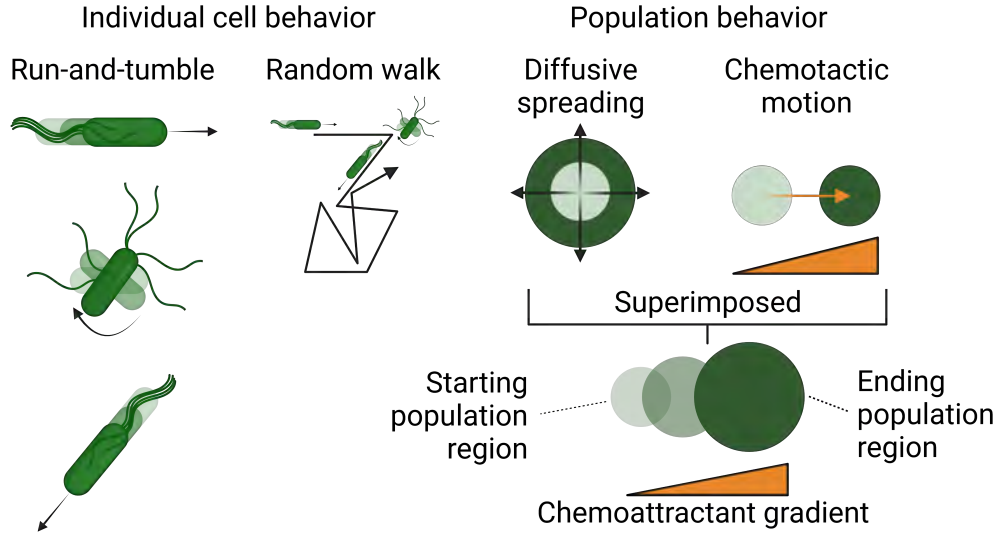 Individual cell behavior
Population behavior
Run-and-tumble
Random walk
Diffusive
spreading
Chemotactic
motion
Superimposed
Starting
population
region
Ending
population
region
Chemoattractant gradient